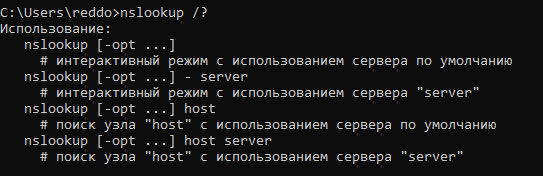 C:\Users\reddo>nslookup /?
Использование:
nslookup [-opt ...]
# интерактивный режим с использованием сервера по умолчанию
nslookup [-opt ...] - server
# интерактивный режим с использованием сервера "server"
nslookup [-opt ...] host
# поиск узла "host" с использованием сервера по умолчанию
nslookup [-opt ...] host server
# поиск узла "host" с использованием сервера "server"